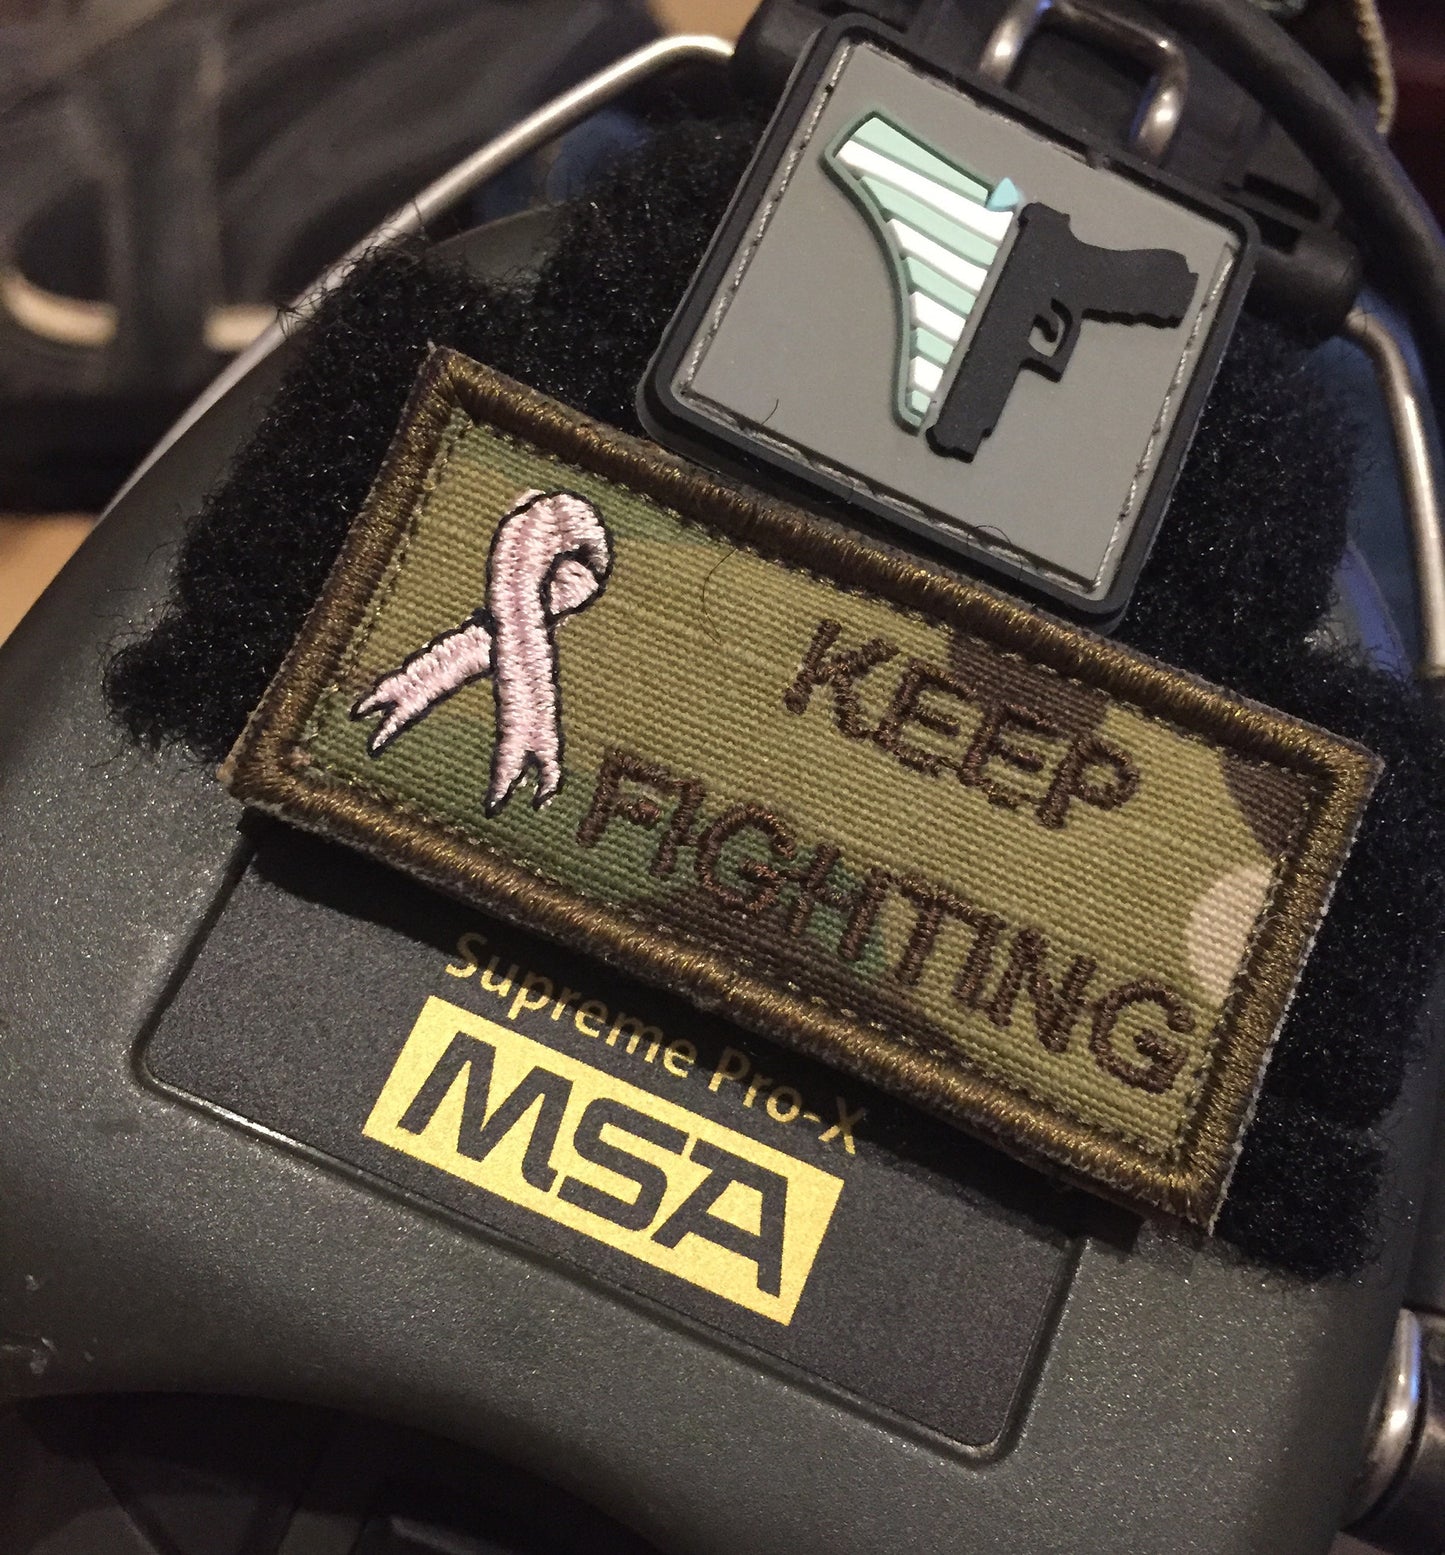 KEEP
FIGHTING
Supreme Pro-X
MSA